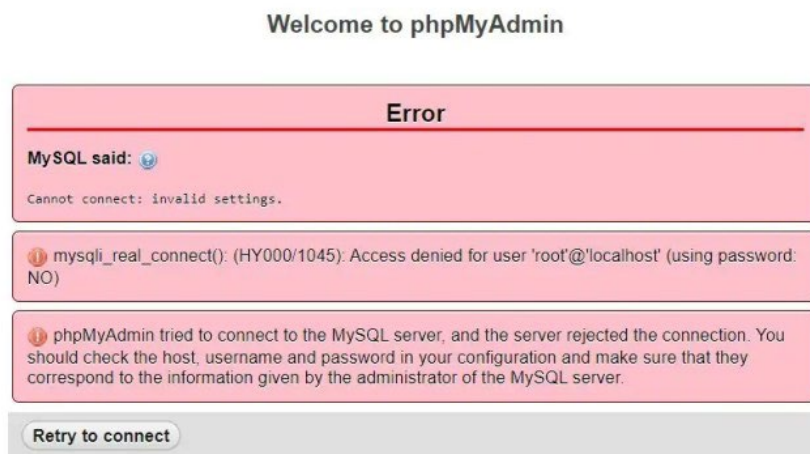 Welcome to phpMyAdmin
Error
MySQL said:
Cannot connect: invalid settings.
mysqli_real_connect(): (HY000/1045): Access denied for user 'root'@'localhost' (using password:
NO)
phpMyAdmin tried to connect to the MySQL server, and the server rejected the connection. You
should check the host, username and password in your configuration and make sure that they
correspond to the information given by the administrator of the MySQL server.
Retry to connect